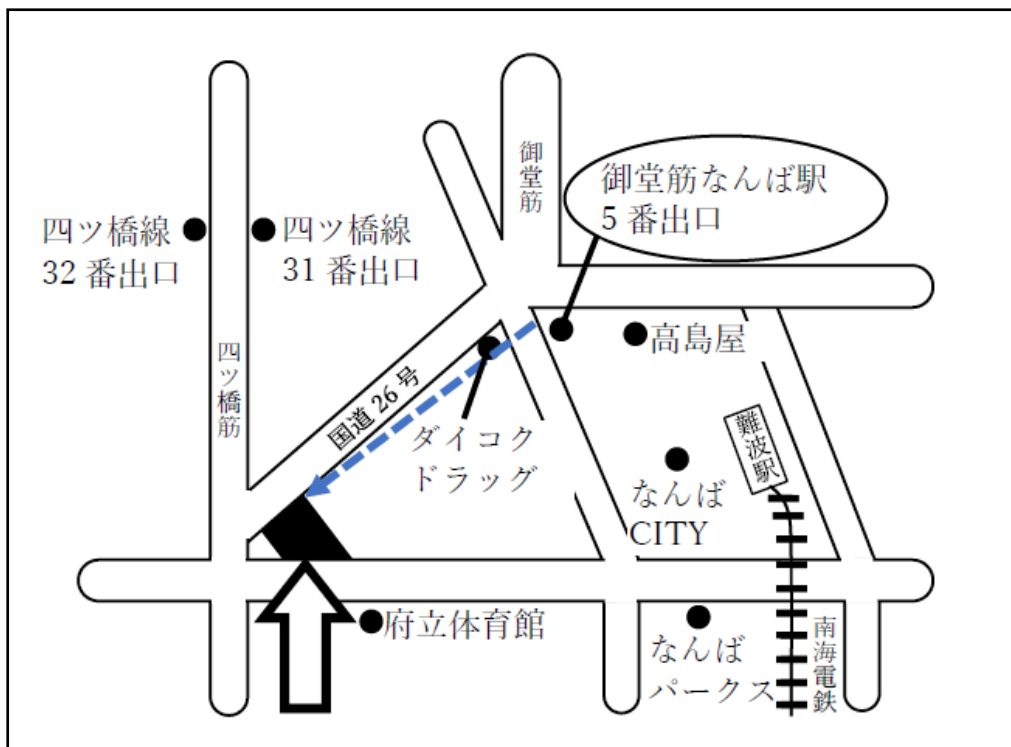 御堂筋
御堂筋なんば駅
5 番出口
四ツ橋線
32 番出口
四ツ橋線
31 番出口
四ツ橋筋
国道 26 号
高島屋
ダイコク
ドラッグ
難波駅
なんば
CITY
府立体育館
なんば
パークス
南海電鉄